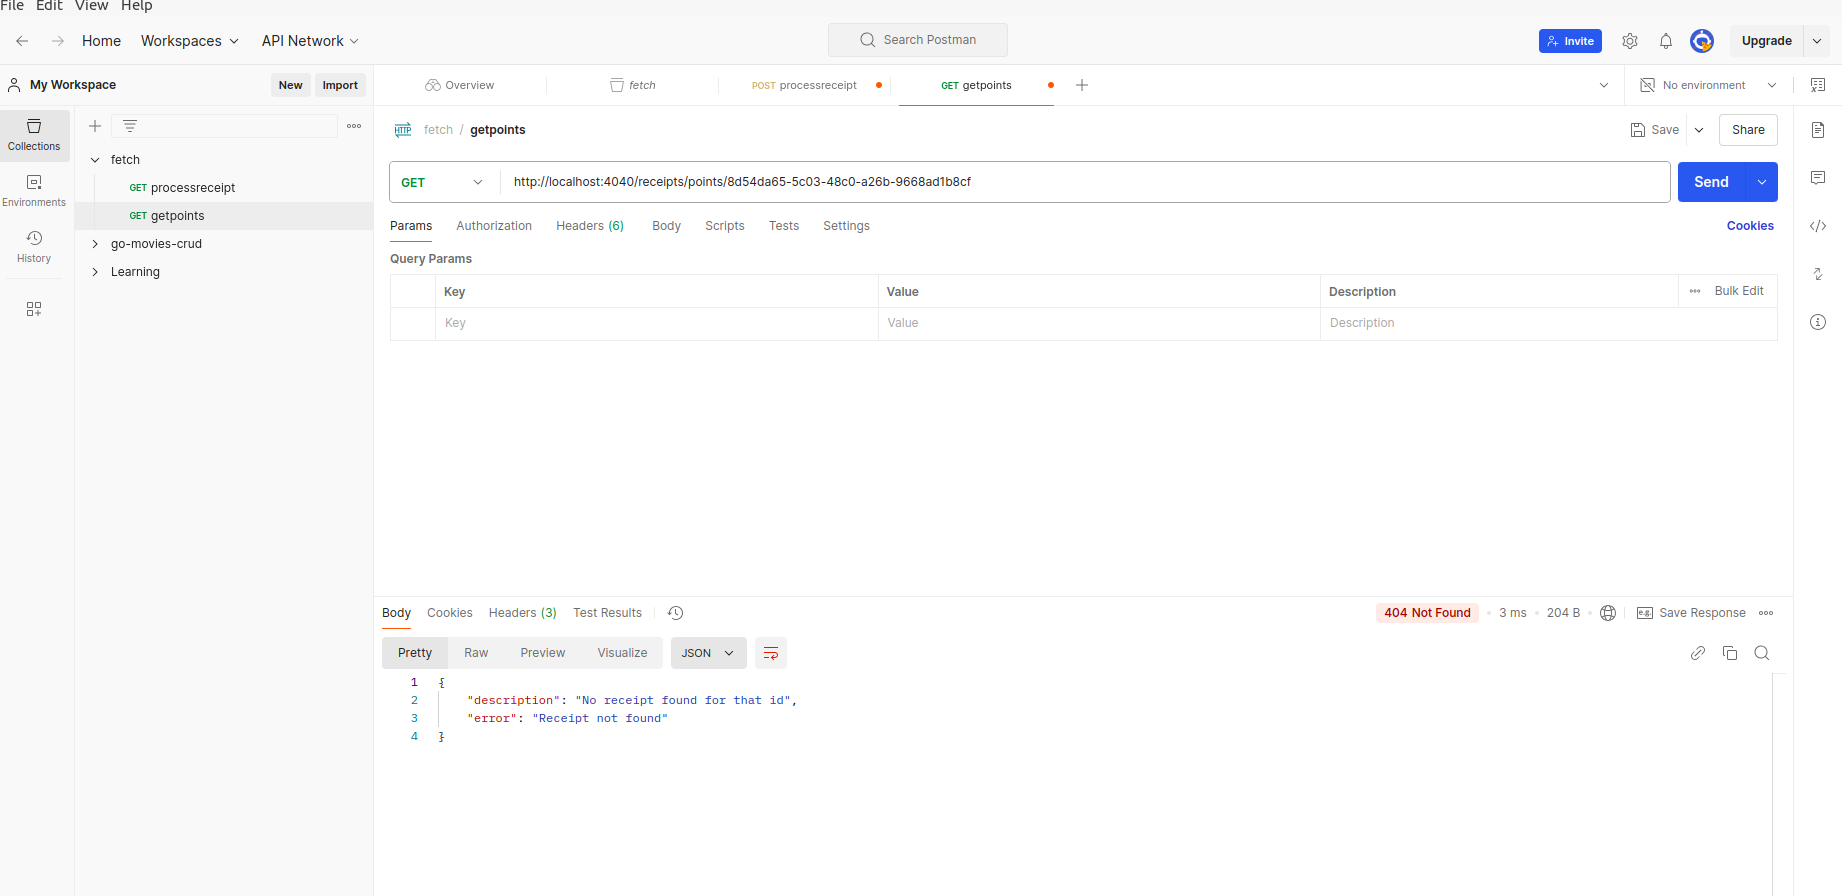 File Edit View Help
Home Workspaces API Network Search Postman Invite Upgrade
My Workspace New Import Overview fetch POST processreceipt GET getpoints No environment
Collections
Environments
History
fetch
GET processreceipt
GET getpoints
go-movies-crud
Learning
HTTP fetch / getpoints Save Share
GET http://localhost:4040/receipts/points/8d54da65-5c03-48c0-a26b-9668ad1b8cf Send
Params Authorization Headers (6) Body Scripts Tests Settings Cookies
Query Params
Key Value Description Bulk Edit
Key Value Description
Body Cookies Headers (3) Test Results 404 Not Found 3 ms 204 B e.g. Save Response
Pretty Raw Preview Visualize JSON
1 {
2 "description": "No receipt found for that id",
3 "error": "Receipt not found"
4 }